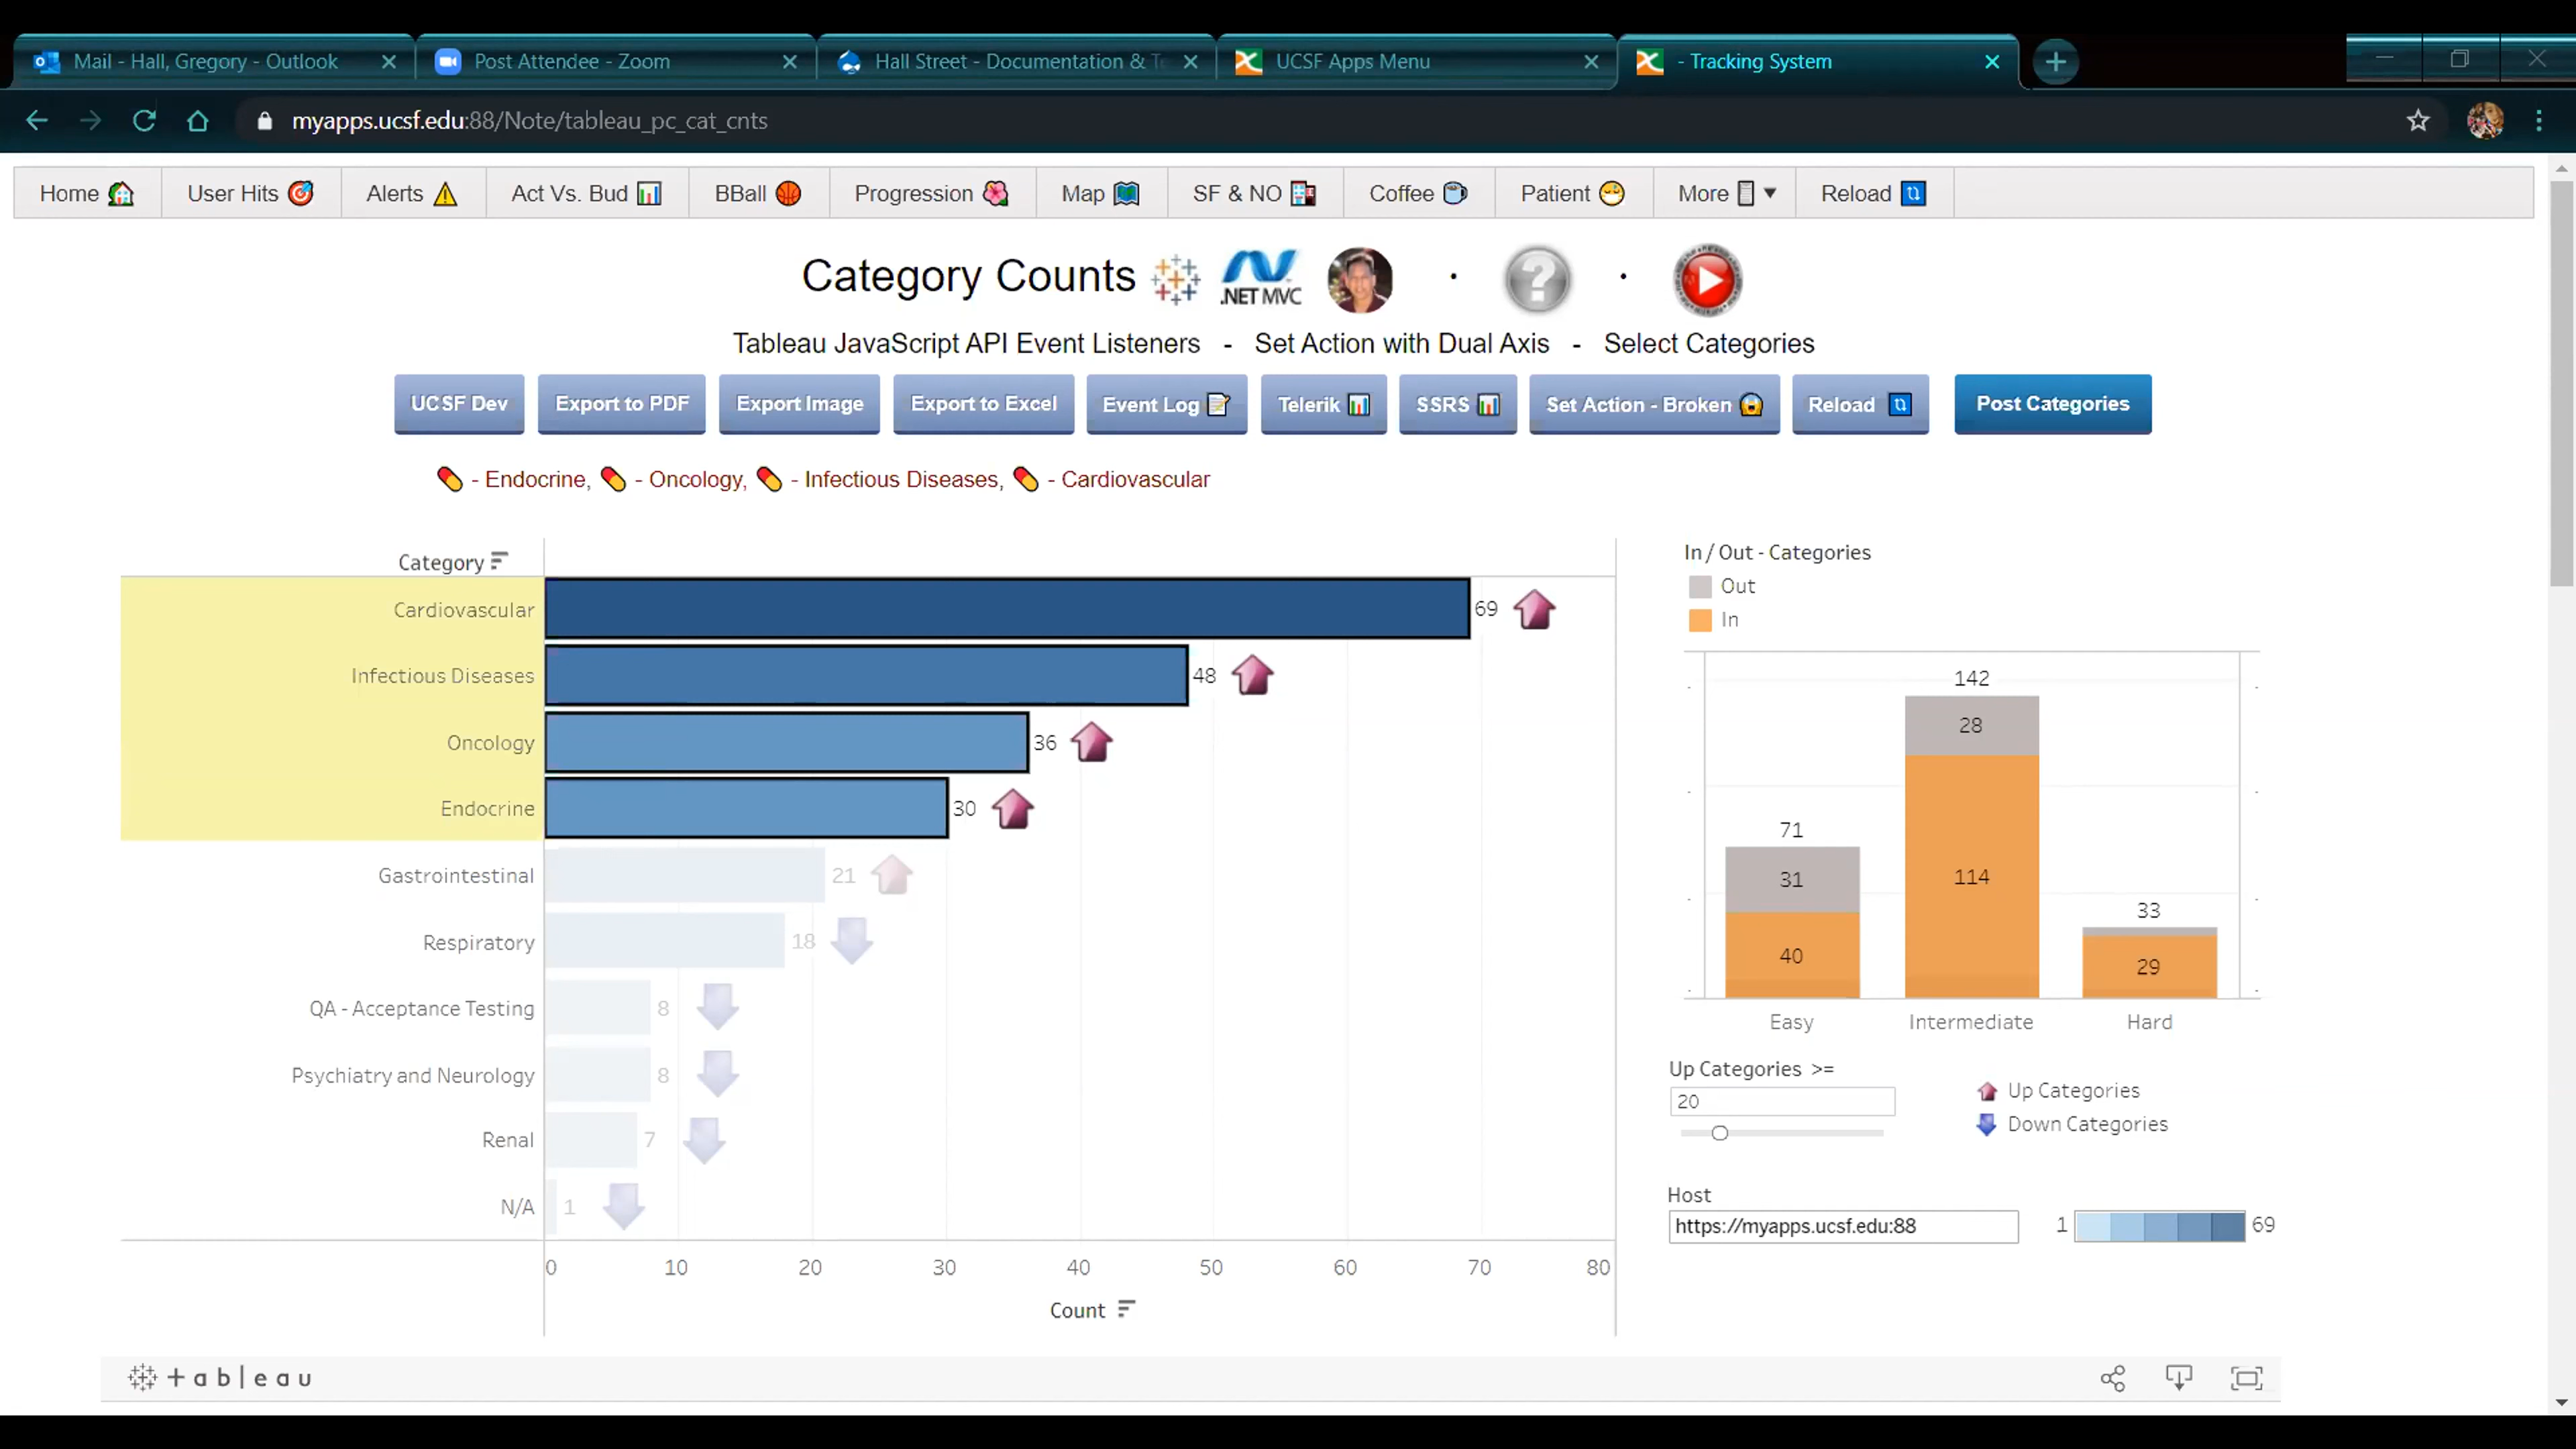 Mail - Hall, Gregory - Outlook
Post Attendee - Zoom
Hall Street - Documentation & Te
UCSF Apps Menu
- Tracking System
myapps.ucsf.edu:88/Note/tableau_pc_cat_cnts
Home
User Hits
Alerts
Act Vs. Bud
BBall
Progression
Map
SF & NO
Coffee
Patient
More
Reload
Category Counts
.NET MVC
Tableau JavaScript API Event Listeners - Set Action with Dual Axis - Select Categories
UCSF Dev
Export to PDF
Export Image
Export to Excel
Event Log
Telerik
SSRS
Set Action - Broken
Reload
Post Categories
- Endocrine, - Oncology, - Infectious Diseases, - Cardiovascular
Category
Cardiovascular 69
Infectious Diseases 48
Oncology 36
Endocrine 30
Gastrointestinal 21
Respiratory 18
QA - Acceptance Testing 8
Psychiatry and Neurology 8
Renal 7
N/A 1
0 10 20 30 40 50 60 70 80
Count
In / Out - Categories
Out
In
142
28
114
71
31
40
33
29
Easy Intermediate Hard
Up Categories >=
20
Up Categories
Down Categories
Host
https://myapps.ucsf.edu:88
1 69
+ableau